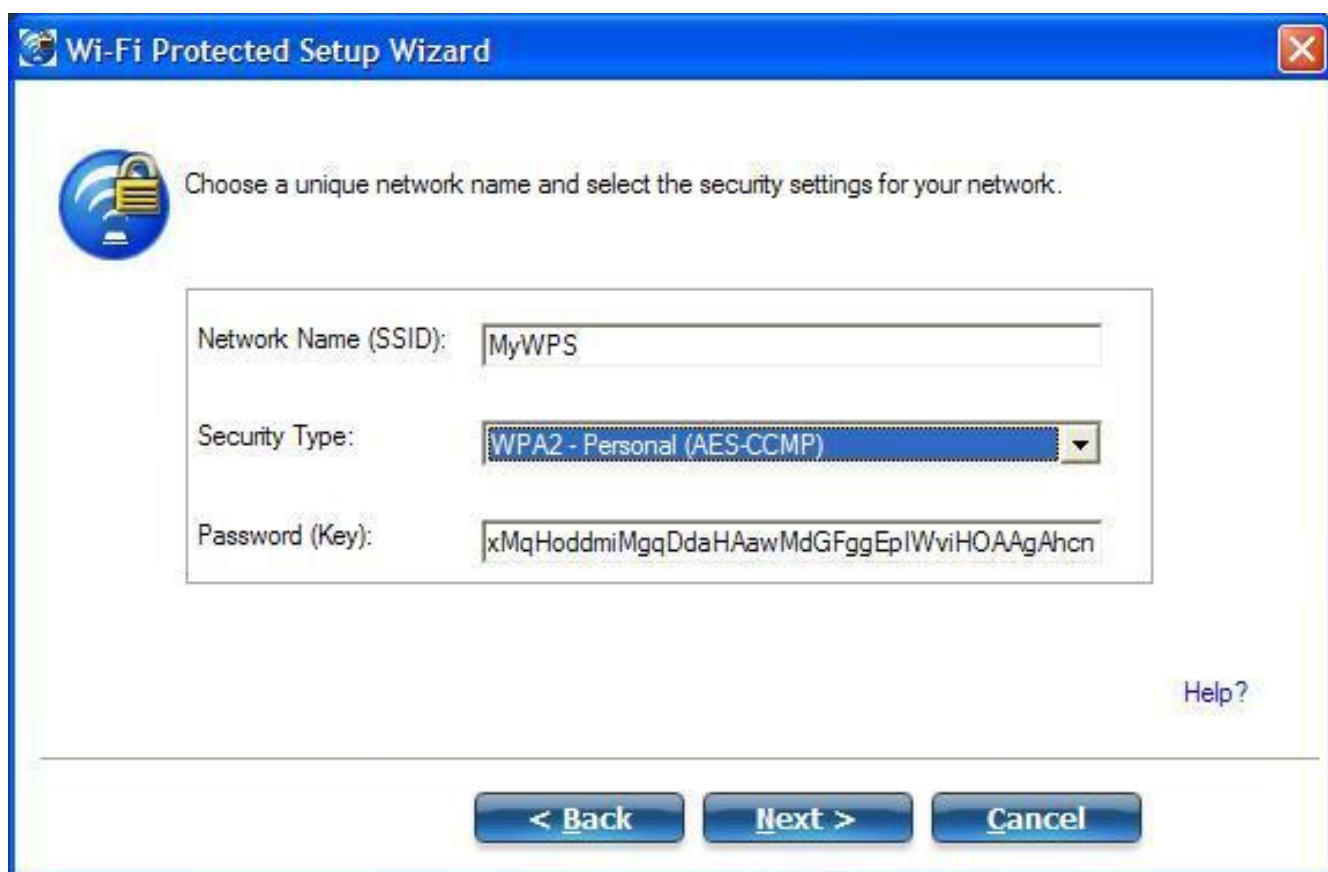 Wi-Fi Protected Setup Wizard
Choose a unique network name and select the security settings for your network.
Network Name (SSID): MyWPS
Security Type: WPA2 - Personal (AES-CCMP)
Password (Key): xMqHoddmiMgqDdaHAawMdGFggEpIWviHOAAgAhcn
Help?
< Back Next > Cancel